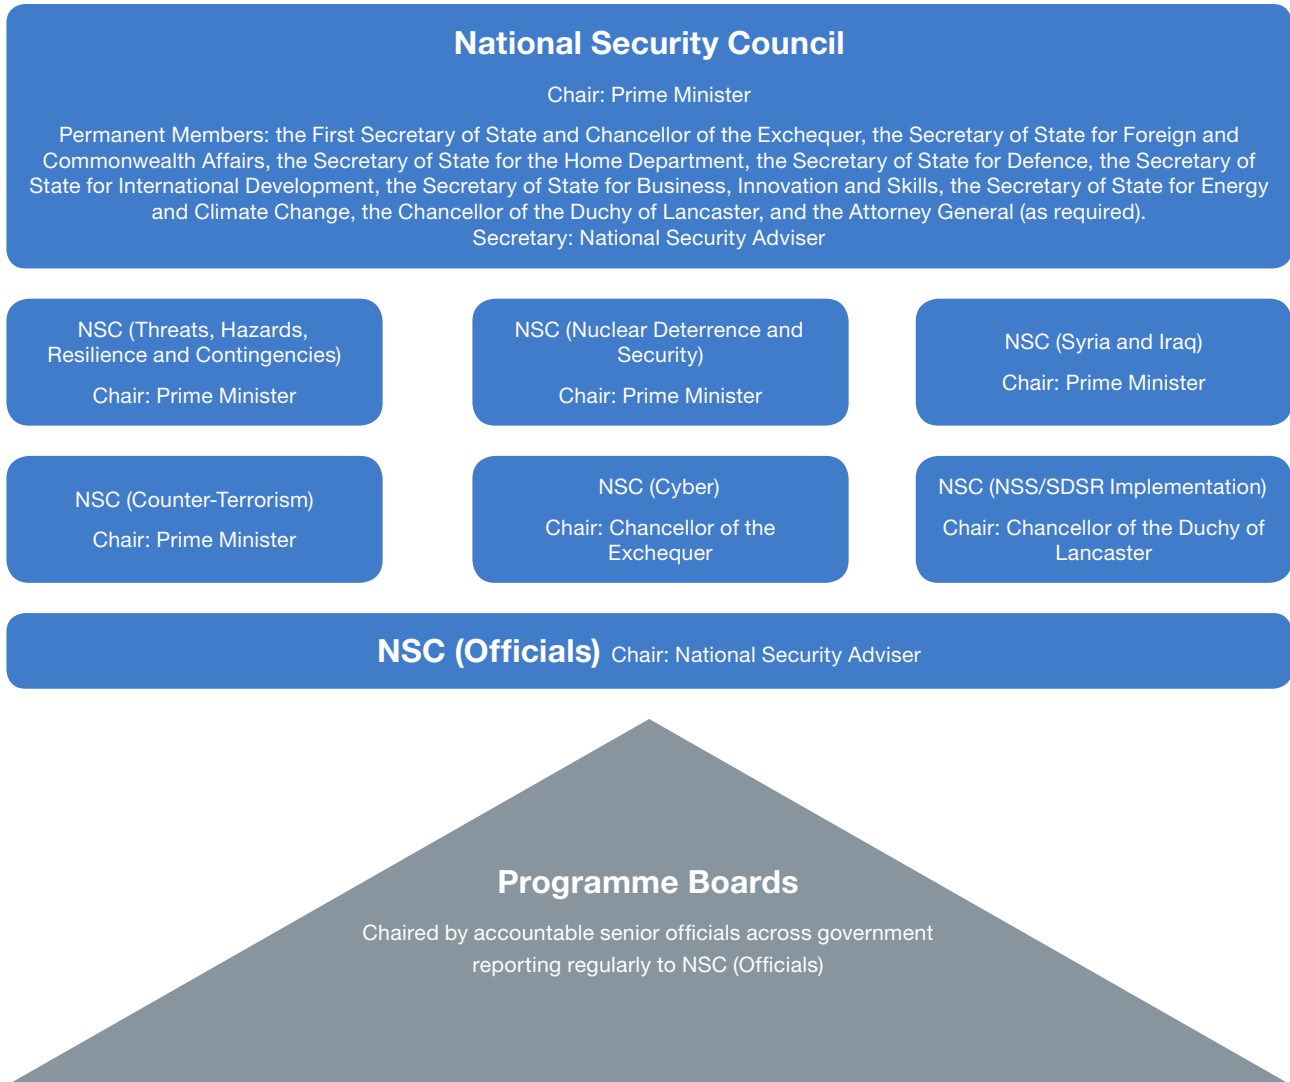 National Security Council
Chair: Prime Minister
Permanent Members: the First Secretary of State and Chancellor of the Exchequer, the Secretary of State for Foreign and
Commonwealth Affairs, the Secretary of State for the Home Department, the Secretary of State for Defence, the Secretary of
State for International Development, the Secretary of State for Business, Innovation and Skills, the Secretary of State for Energy
and Climate Change, the Chancellor of the Duchy of Lancaster, and the Attorney General (as required).
Secretary: National Security Adviser
NSC (Threats, Hazards,
Resilience and Contingencies)
Chair: Prime Minister
NSC (Nuclear Deterrence and
Security)
Chair: Prime Minister
NSC (Syria and Iraq)
Chair: Prime Minister
NSC (Counter-Terrorism)
Chair: Prime Minister
NSC (Cyber)
Chair: Chancellor of the
Exchequer
NSC (NSS/SDSR Implementation)
Chair: Chancellor of the Duchy of
Lancaster
NSC (Officials) Chair: National Security Adviser
Programme Boards
Chaired by accountable senior officials across government
reporting regularly to NSC (Officials)